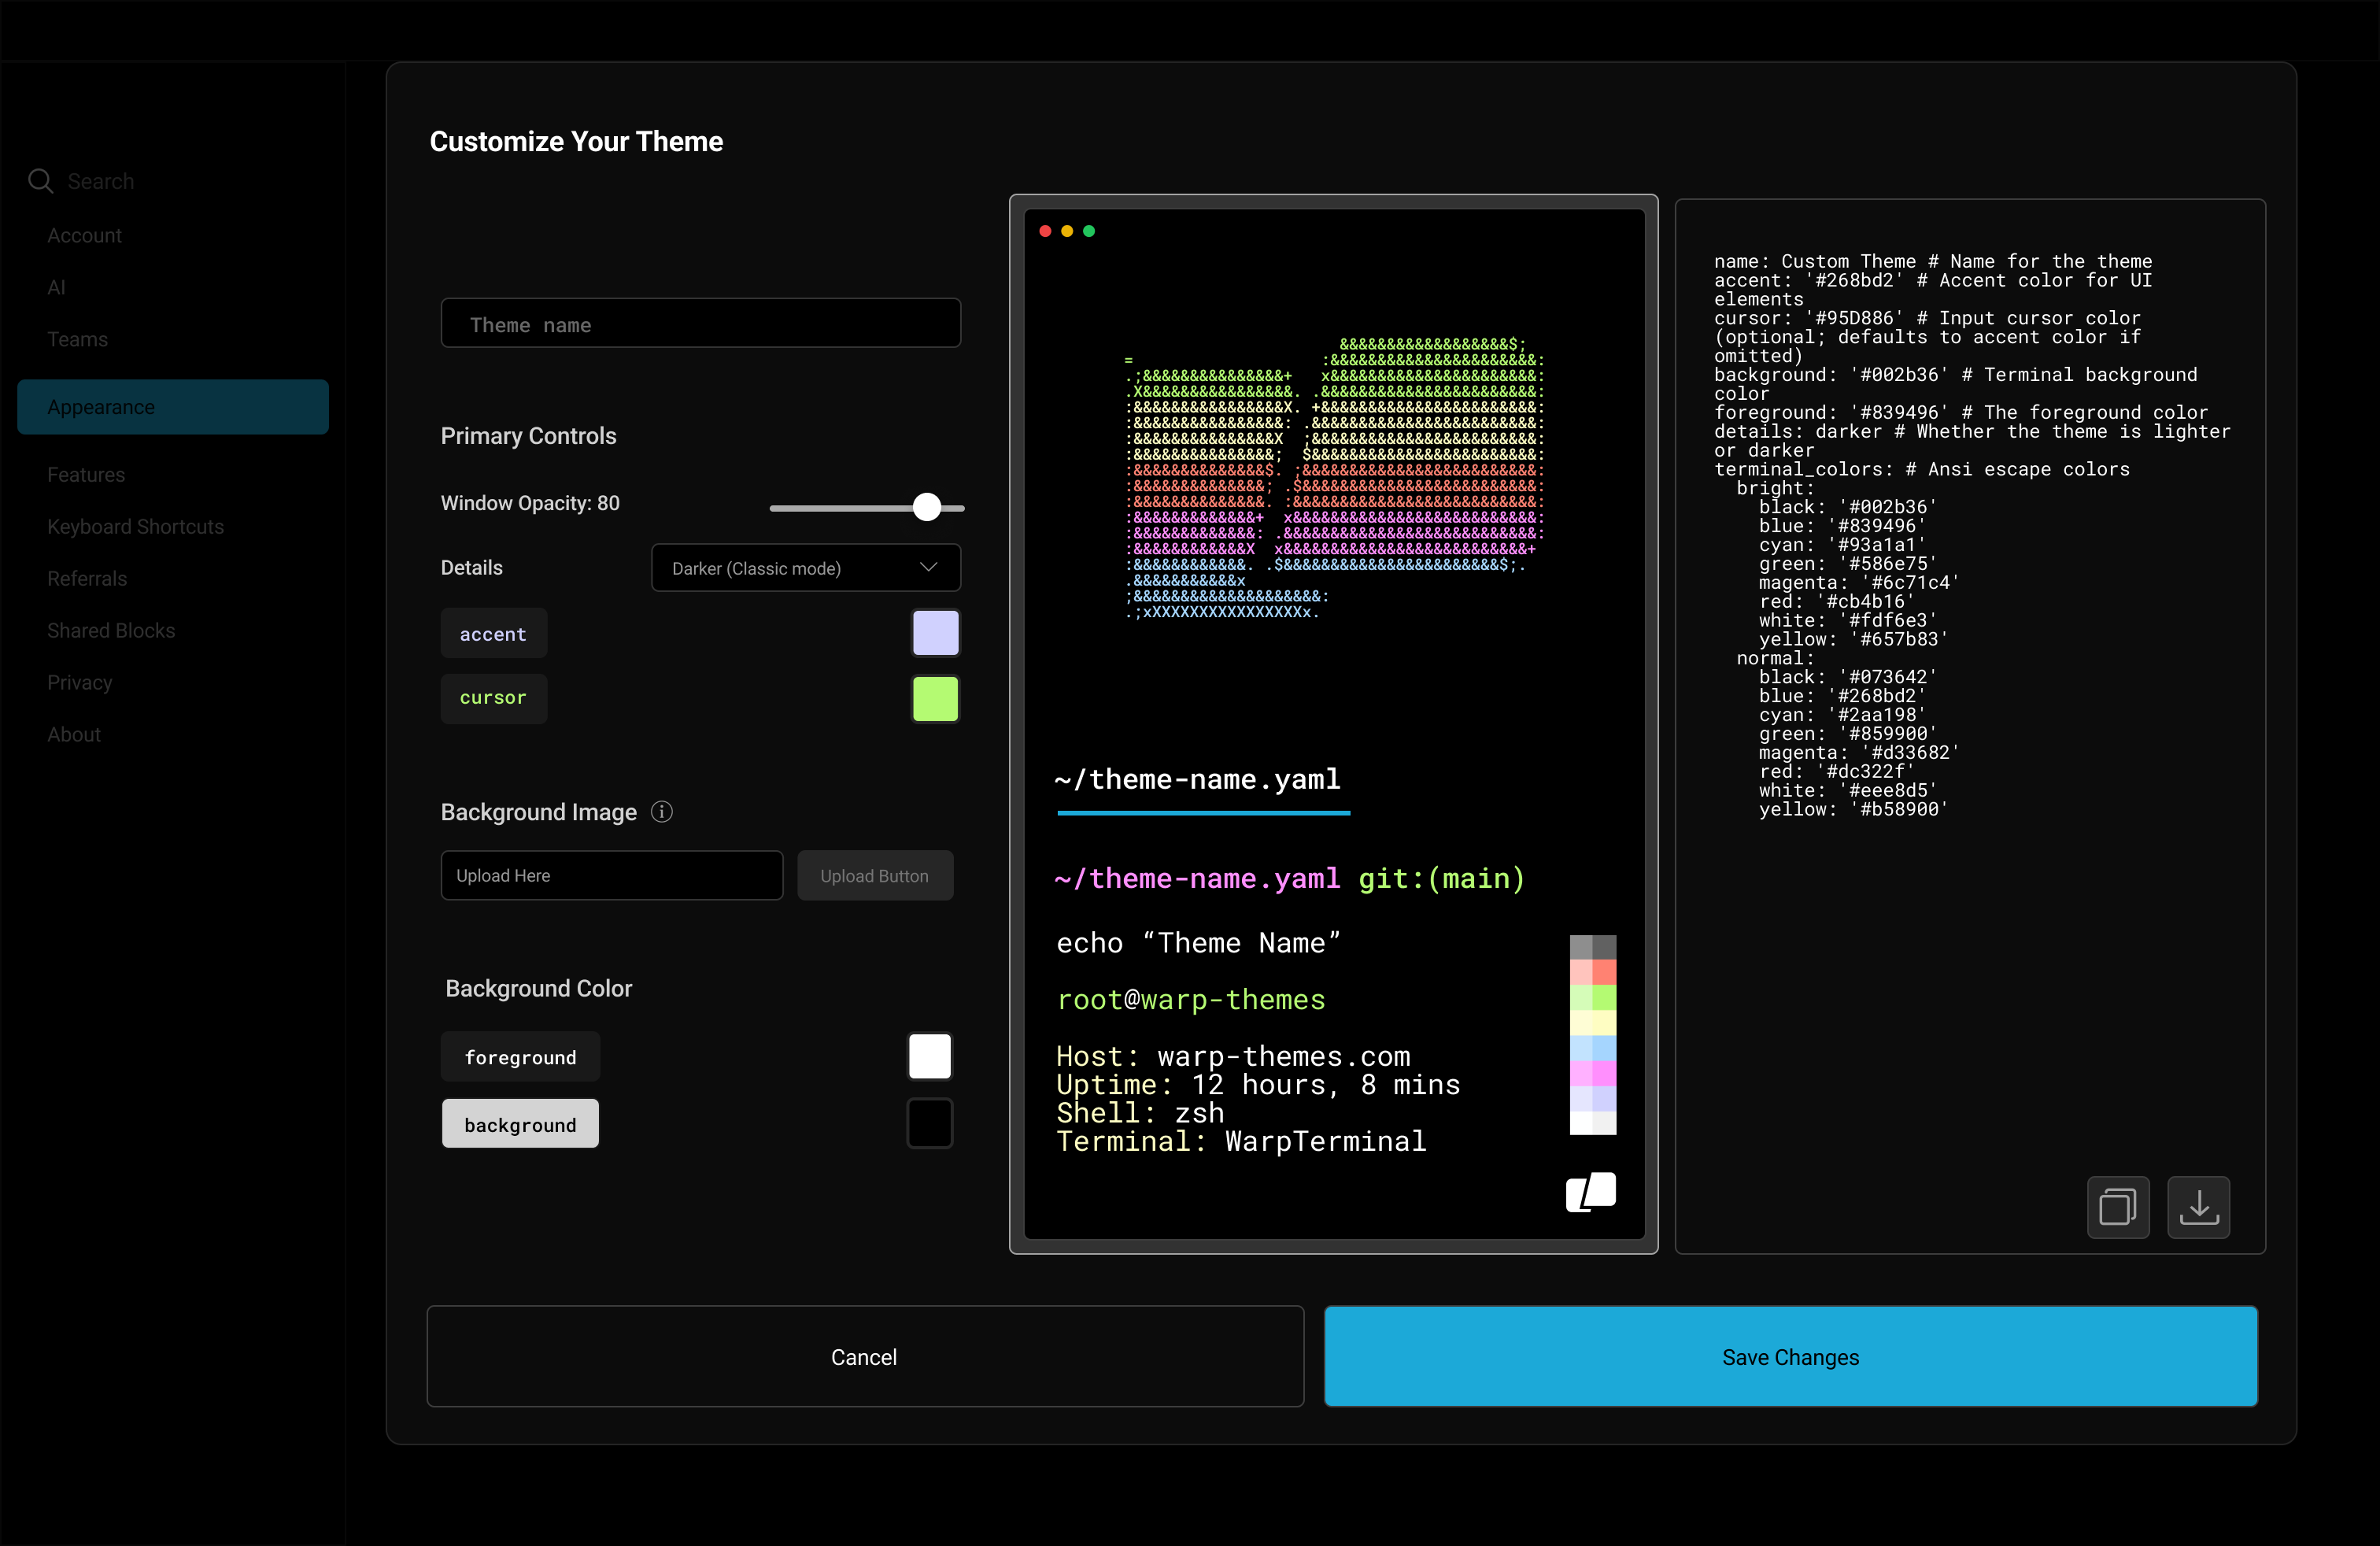 Search
Account
AI
Teams
Appearance
Features
Keyboard Shortcuts
Referrals
Shared Blocks
Privacy
About
Customize Your Theme
Theme name
Primary Controls
Window Opacity: 80
Details
Darker (Classic mode)
accent
cursor
Background Image
Upload Here
Upload Button
Background Color
foreground
background
~/theme-name.yaml
~/theme-name.yaml git:(main)
echo “Theme Name”
root@warp-themes
Host: warp-themes.com
Uptime: 12 hours, 8 mins
Shell: zsh
Terminal: WarpTerminal
name: Custom Theme # Name for the theme
accent: '#268bd2' # Accent color for UI
elements
cursor: '#95D886' # Input cursor color
(optional; defaults to accent color if
omitted)
background: '#002b36' # Terminal background
color
foreground: '#839496' # The foreground color
details: darker # Whether the theme is lighter
or darker
terminal_colors: # Ansi escape colors
  bright:
    black: '#002b36'
    blue: '#839496'
    cyan: '#93a1a1'
    green: '#586e75'
    magenta: '#6c71c4'
    red: '#cb4b16'
    white: '#fdf6e3'
    yellow: '#657b83'
  normal:
    black: '#073642'
    blue: '#268bd2'
    cyan: '#2aa198'
    green: '#859900'
    magenta: '#d33682'
    red: '#dc322f'
    white: '#eee8d5'
    yellow: '#b58900'
Cancel
Save Changes